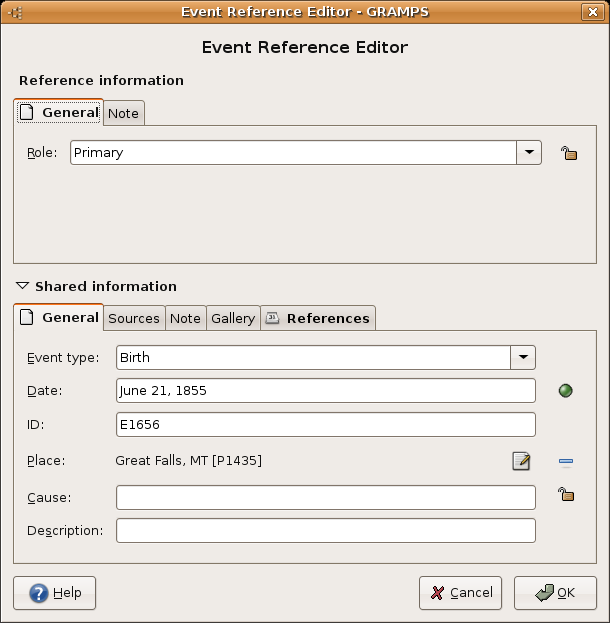 Event Reference Editor - GRAMPS
Event Reference Editor
Reference information
General Note
Role: Primary
Shared information
General Sources Note Gallery 31 References
Event type: Birth
Date: June 21, 1855
ID: E1656
Place: Great Falls, MT [P1435]
Cause:
Description:
? Help Cancel OK